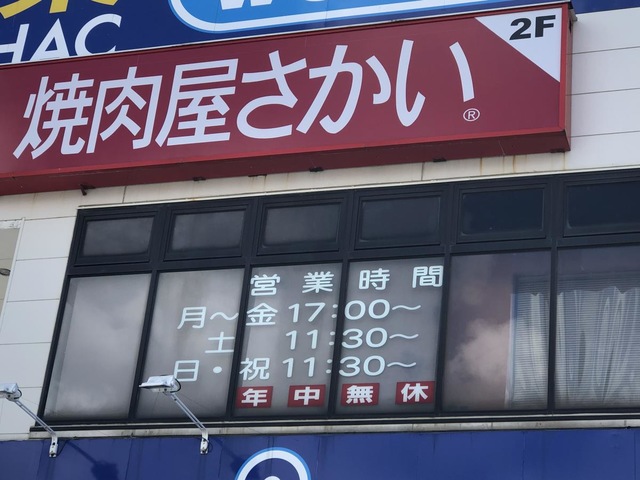 HAC
2F
焼肉屋さかい®
営業時間
月～金 17:00～
土 11:30～
日・祝 11:30～
年中無休